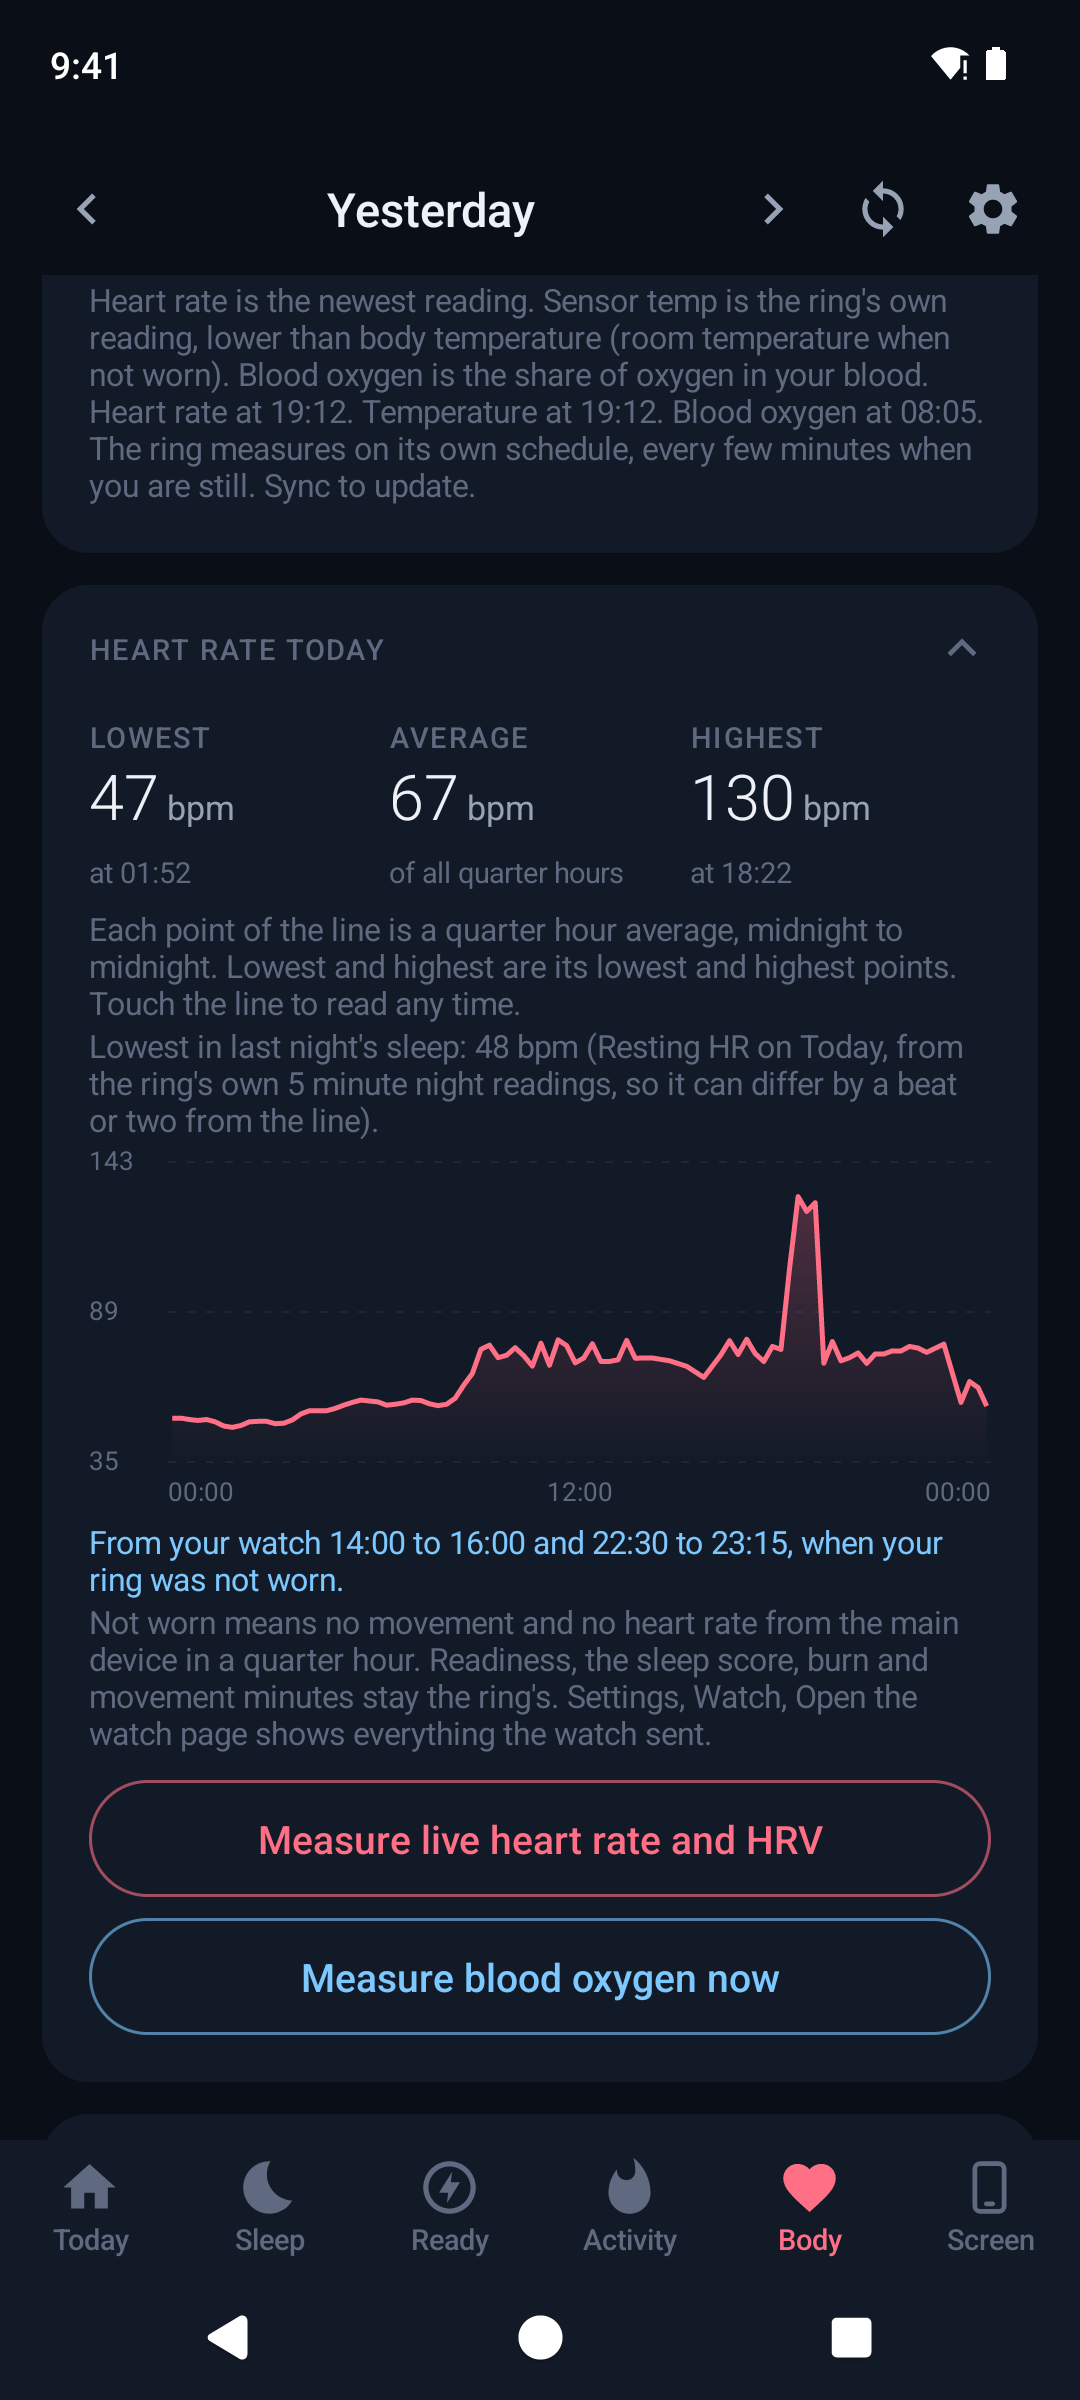 9:41
Yesterday
Heart rate is the newest reading. Sensor temp is the ring's own
reading, lower than body temperature (room temperature when
not worn). Blood oxygen is the share of oxygen in your blood.
Heart rate at 19:12. Temperature at 19:12. Blood oxygen at 08:05.
The ring measures on its own schedule, every few minutes when
you are still. Sync to update.
HEART RATE TODAY
LOWEST AVERAGE HIGHEST
47 bpm 67 bpm 130 bpm
at 01:52 of all quarter hours at 18:22
Each point of the line is a quarter hour average, midnight to
midnight. Lowest and highest are its lowest and highest points.
Touch the line to read any time.
Lowest in last night's sleep: 48 bpm (Resting HR on Today, from
the ring's own 5 minute night readings, so it can differ by a beat
or two from the line).
143
89
35
00:00 12:00 00:00
From your watch 14:00 to 16:00 and 22:30 to 23:15, when your
ring was not worn.
Not worn means no movement and no heart rate from the main
device in a quarter hour. Readiness, the sleep score, burn and
movement minutes stay the ring's. Settings, Watch, Open the
watch page shows everything the watch sent.
Measure live heart rate and HRV
Measure blood oxygen now
Today Sleep Ready Activity Body Screen